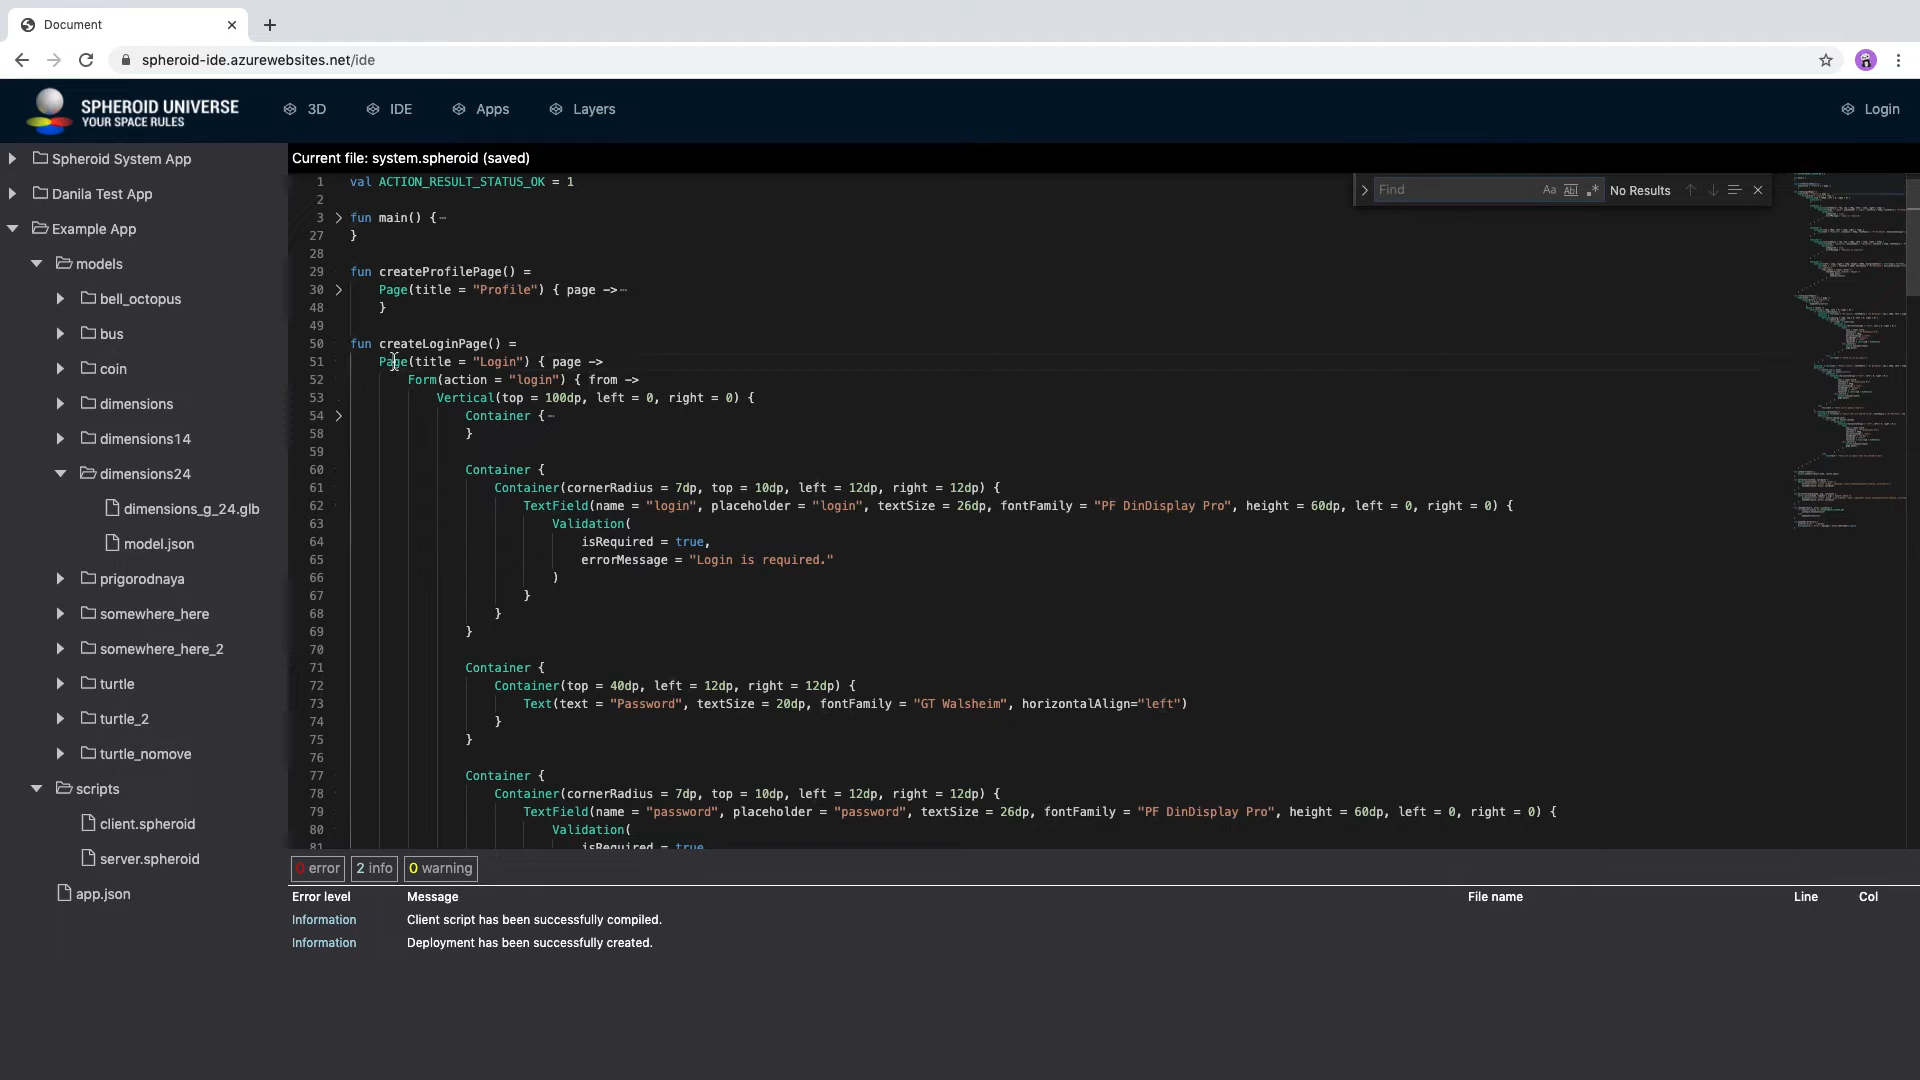 Document
spheroid-ide.azurewebsites.net/ide
SPHEROID UNIVERSE
YOUR SPACE RULES
3D
IDE
Apps
Layers
Login
Spheroid System App
Danila Test App
Example App
models
bell_octopus
bus
coin
dimensions
dimensions14
dimensions24
dimensions_g_24.glb
model.json
prigorodnaya
somewhere_here
somewhere_here_2
turtle
turtle_2
turtle_nomove
scripts
client.spheroid
server.spheroid
app.json
Current file: system.spheroid (saved)
Find
Aa
Abl
.*
No Results
1 val ACTION_RESULT_STATUS_OK = 1
2
3 fun main() {⋯
27 }
28
29 fun createProfilePage() =
30 Page(title = "Profile") { page ->⋯
48 }
49
50 fun createLoginPage() =
51 Page(title = "Login") { page ->
52 Form(action = "login") { from ->
53 Vertical(top = 100dp, left = 0, right = 0) {
54 Container {⋯
58 }
59
60 Container {
61 Container(cornerRadius = 7dp, top = 10dp, left = 12dp, right = 12dp) {
62 TextField(name = "login", placeholder = "login", textSize = 26dp, fontFamily = "PF DinDisplay Pro", height = 60dp, left = 0, right = 0) {
63 Validation(
64 isRequired = true,
65 errorMessage = "Login is required."
66 )
67 }
68 }
69 }
70
71 Container {
72 Container(top = 40dp, left = 12dp, right = 12dp) {
73 Text(text = "Password", textSize = 20dp, fontFamily = "GT Walsheim", horizontalAlign="left")
74 }
75 }
76
77 Container {
78 Container(cornerRadius = 7dp, top = 10dp, left = 12dp, right = 12dp) {
79 TextField(name = "password", placeholder = "password", textSize = 26dp, fontFamily = "PF DinDisplay Pro", height = 60dp, left = 0, right = 0) {
80 Validation(
81 isRequired = true
0 error
2 info
0 warning
Error level Message File name Line Col
Information Client script has been successfully compiled.
Information Deployment has been successfully created.